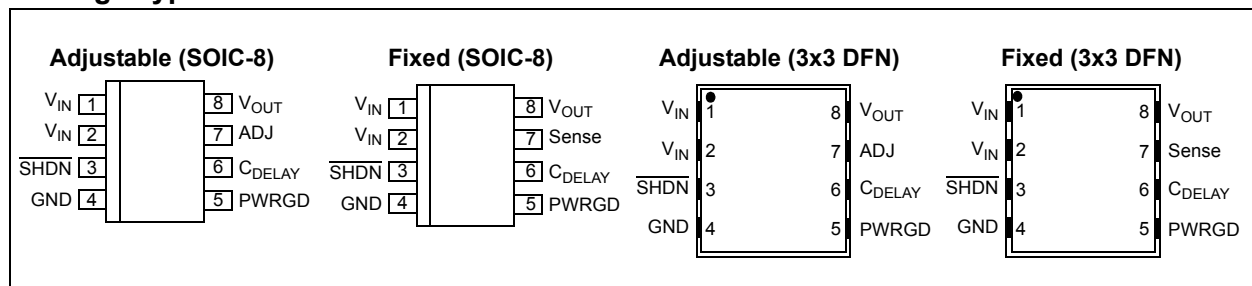 Adjustable (SOIC-8)
VIN 1
VIN 2
SHDN 3
GND 4
8 VOUT
7 ADJ
6 CDELAY
5 PWRGD
Fixed (SOIC-8)
VIN 1
VIN 2
SHDN 3
GND 4
8 VOUT
7 Sense
6 CDELAY
5 PWRGD
Adjustable (3x3 DFN)
VIN 1
VIN 2
SHDN 3
GND 4
8 VOUT
7 ADJ
6 CDELAY
5 PWRGD
Fixed (3x3 DFN)
VIN 1
VIN 2
SHDN 3
GND 4
8 VOUT
7 Sense
6 CDELAY
5 PWRGD